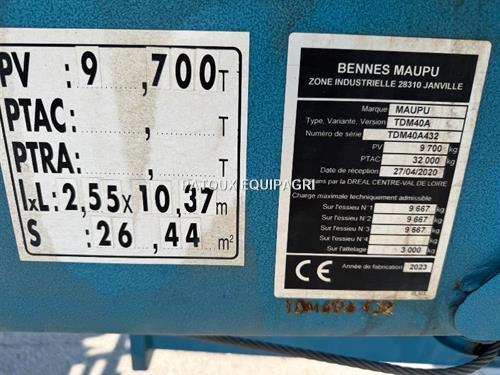 PV : 9 ,700 T
PTAC: , T
PTRA: , T
lxL: 2,55x10,37 m
S : 26 ,44 m²
BENNES MAUPU
ZONE INDUSTRIELLE 28310 JANVILLE
Marque MAUPU
Type, Variante, Version TDM40A
Numéro de série TDM40A432
PV 9 700 kg
PTAC 32 000 kg
Date de réception 27/04/2020
par la DREAL CENTRE-VAL DE LOIRE
Charge maximale techniquement admissible
Sur l'essieu N°1 9 667 kg
Sur l'essieu N°2 9 667 kg
Sur l'essieu N°3 9 667 kg
Sur l'essieu N°4 kg
Sur l'attelage 3 000 kg
CE Année de fabrication 2023
LATOUX EQUIPAGRI